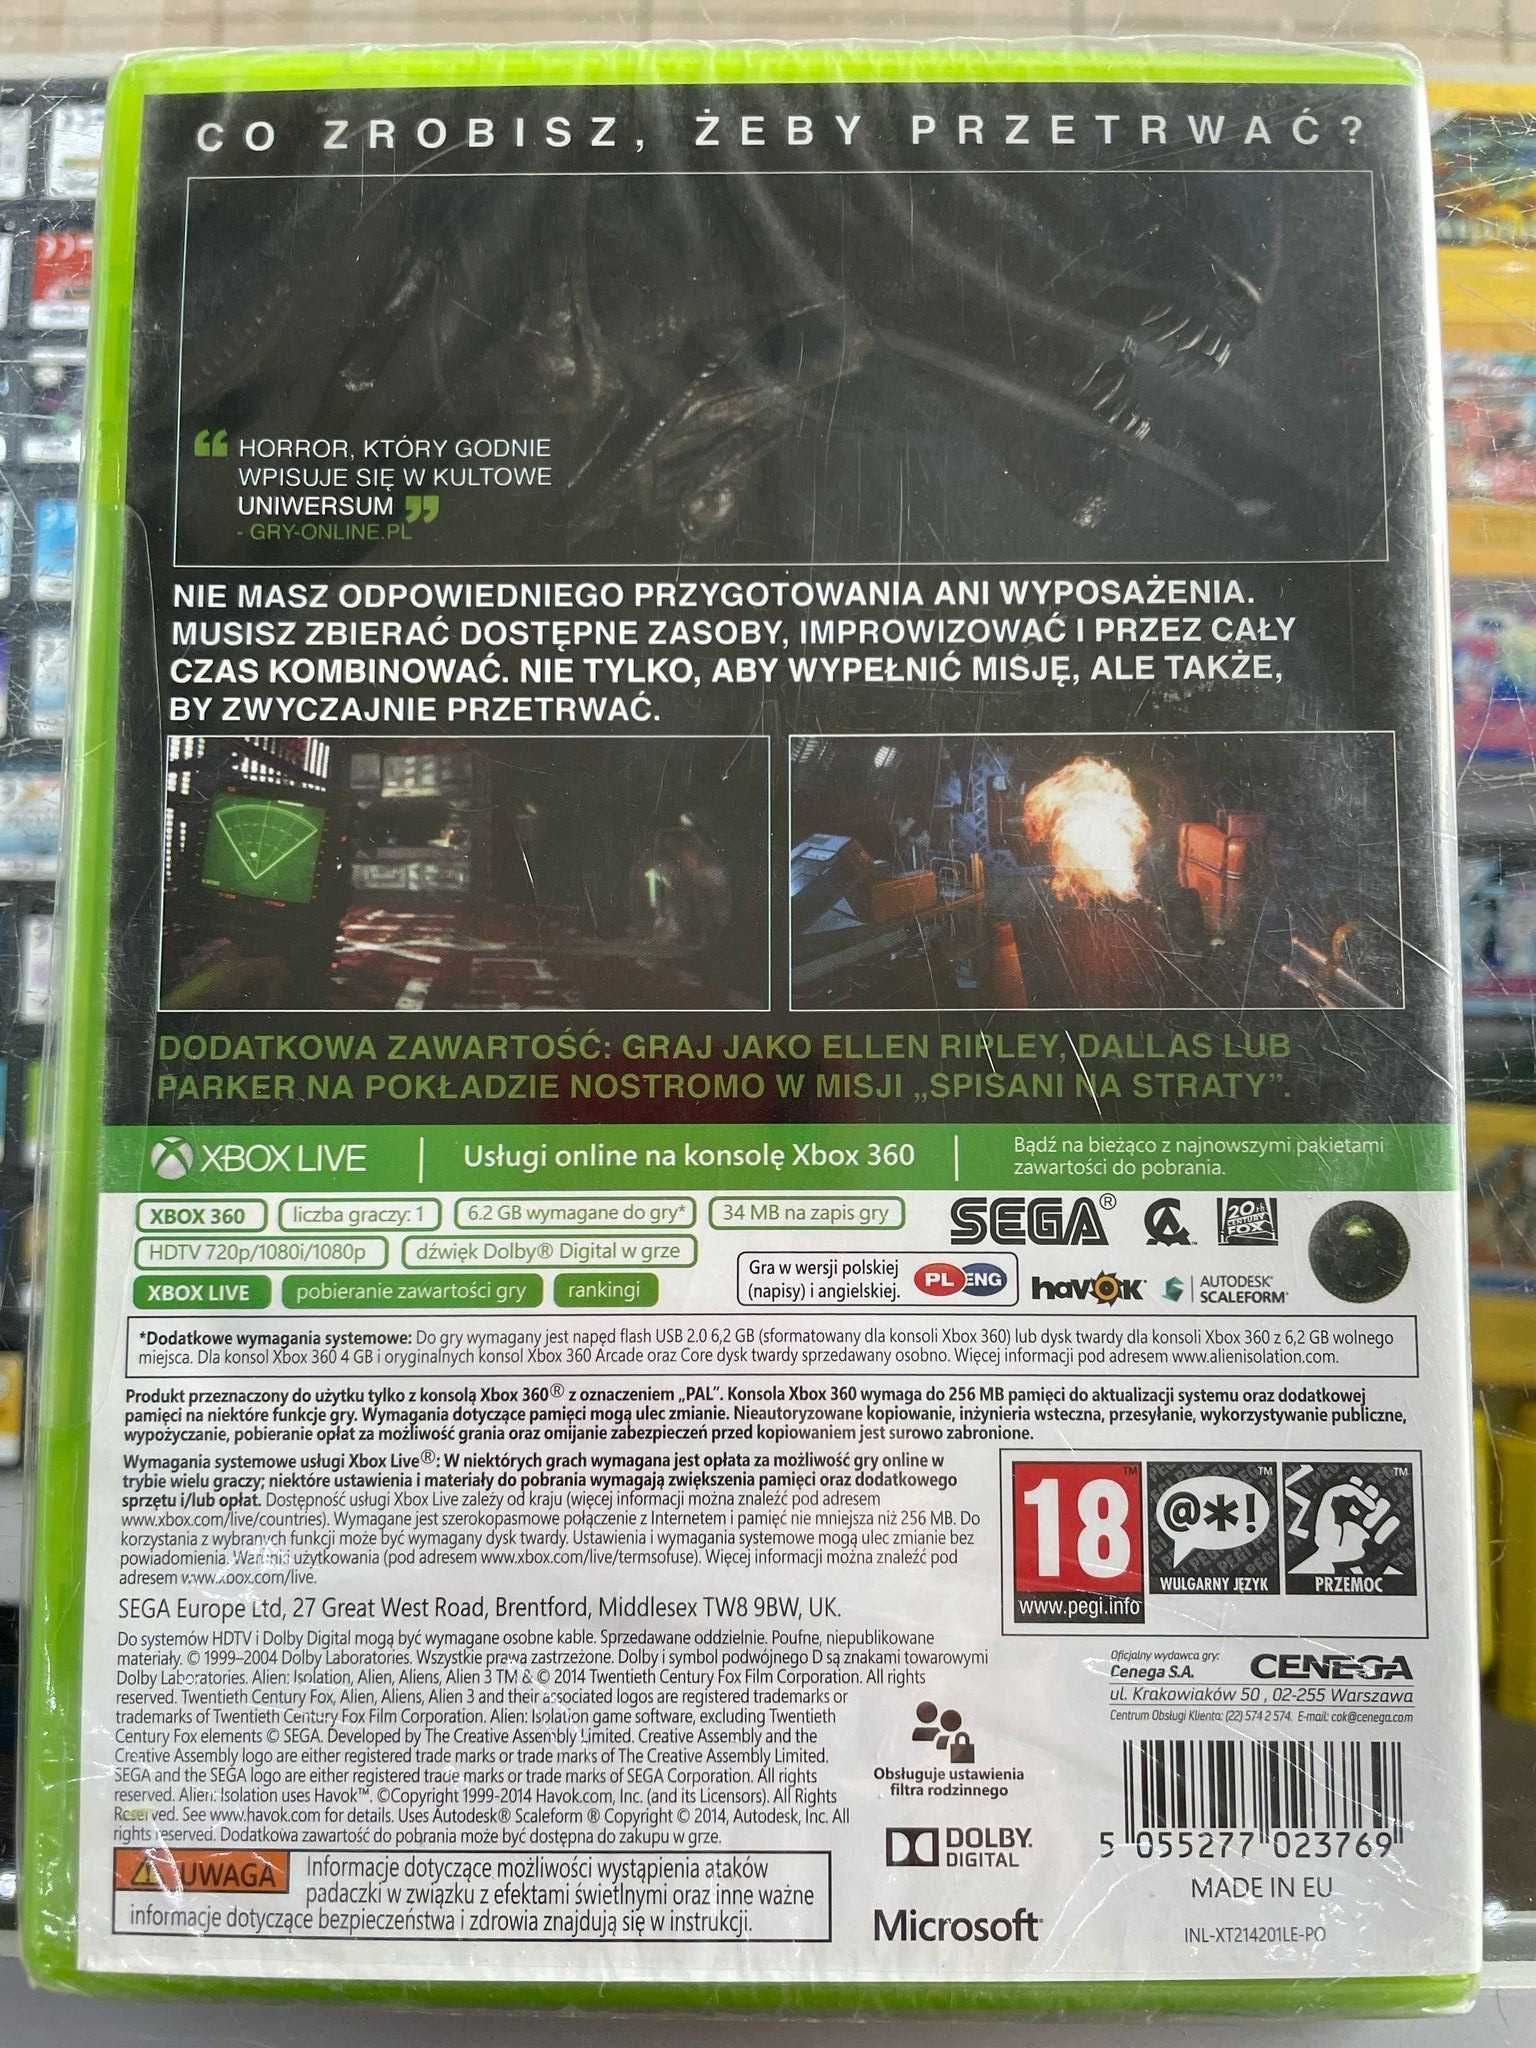 CO ZROBISZ, ŻEBY PRZETRWAĆ?
“ HORROR, KTÓRY GODNIE
WPISUJE SIĘ W KULTOWE
UNIWERSUM ”
- GRY-ONLINE.PL
NIE MASZ ODPOWIEDNIEGO PRZYGOTOWANIA ANI WYPOSAŻENIA.
MUSISZ ZBIERAĆ DOSTĘPNE ZASOBY, IMPROWIZOWAĆ I PRZEZ CAŁY
CZAS KOMBINOWAĆ. NIE TYLKO, ABY WYPEŁNIĆ MISJĘ, ALE TAKŻE,
BY ZWYCZAJNIE PRZETRWAĆ.
DODATKOWA ZAWARTOŚĆ: GRAJ JAKO ELLEN RIPLEY, DALLAS LUB
PARKER NA POKŁADZIE NOSTROMO W MISJI „SPISANI NA STRATY”.
XBOX LIVE | Usługi online na konsolę Xbox 360 | Bądź na bieżąco z najnowszymi pakietami
zawartości do pobrania.
XBOX 360 liczba graczy: 1 6.2 GB wymagane do gry* 34 MB na zapis gry
HDTV 720p/1080i/1080p dźwięk Dolby® Digital w grze
XBOX LIVE pobieranie zawartości gry rankingi
SEGA® CA™ 20th CENTURY FOX
Gra w wersji polskiej
(napisy) i angielskiej. PL ENG
havok AUTODESK® SCALEFORM®
*Dodatkowe wymagania systemowe: Do gry wymagany jest napęd flash USB 2.0 6,2 GB (sformatowany dla konsoli Xbox 360) lub dysk twardy dla konsoli Xbox 360 z 6,2 GB wolnego
miejsca. Dla konsol Xbox 360 4 GB i oryginalnych konsol Xbox 360 Arcade oraz Core dysk twardy sprzedawany osobno. Więcej informacji pod adresem www.alienisolation.com.
Produkt przeznaczony do użytku tylko z konsolą Xbox 360® z oznaczeniem „PAL”. Konsola Xbox 360 wymaga do 256 MB pamięci do aktualizacji systemu oraz dodatkowej
pamięci na niektóre funkcje gry. Wymagania dotyczące pamięci mogą ulec zmianie. Nieautoryzowane kopiowanie, inżynieria wsteczna, przesyłanie, wykorzystywanie publiczne,
wypożyczanie, pobieranie opłat za możliwość grania oraz omijanie zabezpieczeń przed kopiowaniem jest surowo zabronione.
Wymagania systemowe usługi Xbox Live®: W niektórych grach wymagana jest opłata za możliwość gry online w
trybie wielu graczy; niektóre ustawienia i materiały do pobrania wymagają zwiększenia pamięci oraz dodatkowego
sprzętu i/lub opłat. Dostępność usługi Xbox Live zależy od kraju (więcej informacji można znaleźć pod adresem
www.xbox.com/live/countries). Wymagane jest szerokopasmowe połączenie z Internetem i pamięć nie mniejsza niż 256 MB. Do
korzystania z wybranych funkcji może być wymagany dysk twardy. Ustawienia i wymagania systemowe mogą ulec zmianie bez
powiadomienia. Warunki użytkowania (pod adresem www.xbox.com/live/termsofuse). Więcej informacji można znaleźć pod
adresem www.xbox.com/live.
18 ™ www.pegi.info
@*! ™ WULGARNY JĘZYK
™ PRZEMOC
SEGA Europe Ltd, 27 Great West Road, Brentford, Middlesex TW8 9BW, UK.
Do systemów HDTV i Dolby Digital mogą być wymagane osobne kable. Sprzedawane oddzielnie. Poufne, niepublikowane
materiały. © 1999–2004 Dolby Laboratories. Wszystkie prawa zastrzeżone. Dolby i symbol podwójnego D są znakami towarowymi
Dolby Laboratories. Alien: Isolation, Alien, Aliens, Alien 3 TM & © 2014 Twentieth Century Fox Film Corporation. All rights
reserved. Twentieth Century Fox, Alien, Aliens, Alien 3 and their associated logos are registered trademarks or
trademarks of Twentieth Century Fox Film Corporation. Alien: Isolation game software, excluding Twentieth
Century Fox elements © SEGA. Developed by The Creative Assembly Limited. Creative Assembly and the
Creative Assembly logo are either registered trade marks or trade marks of The Creative Assembly Limited.
SEGA and the SEGA logo are either registered trade marks or trade marks of SEGA Corporation. All rights
reserved. Alien: Isolation uses Havok™. ©Copyright 1999-2014 Havok.com, Inc. (and its Licensors). All Rights
Reserved. See www.havok.com for details. Uses Autodesk® Scaleform ® Copyright © 2014, Autodesk, Inc. All
rights reserved. Dodatkowa zawartość do pobrania może być dostępna do zakupu w grze.
Oficjalny wydawca gry:
Cenega S.A. CENEGA
ul. Krakowiaków 50 , 02-255 Warszawa
Centrum Obsługi Klienta: (22) 574 2 574. E-mail: cok@cenega.com
Obsługuje ustawienia
filtra rodzinnego
DOLBY
DIGITAL
5 055277 023769
MADE IN EU
UWAGA Informacje dotyczące możliwości wystąpienia ataków
padaczki w związku z efektami świetlnymi oraz inne ważne
informacje dotyczące bezpieczeństwa i zdrowia znajdują się w instrukcji.
Microsoft
INL-XT214201LE-PO